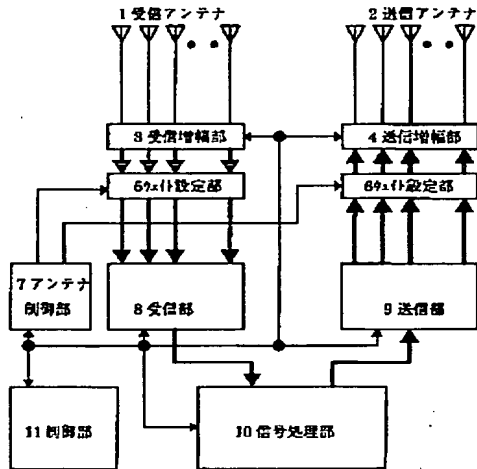 1 受信アンテナ
2 送信アンテナ
3 受信増幅部
4 送信増幅部
6ｳｪｲﾄ設定部
6ｳｪｲﾄ設定部
7 アンテナ
制御部
8 受信部
9 送信部
11 制御部
10 信号処理部